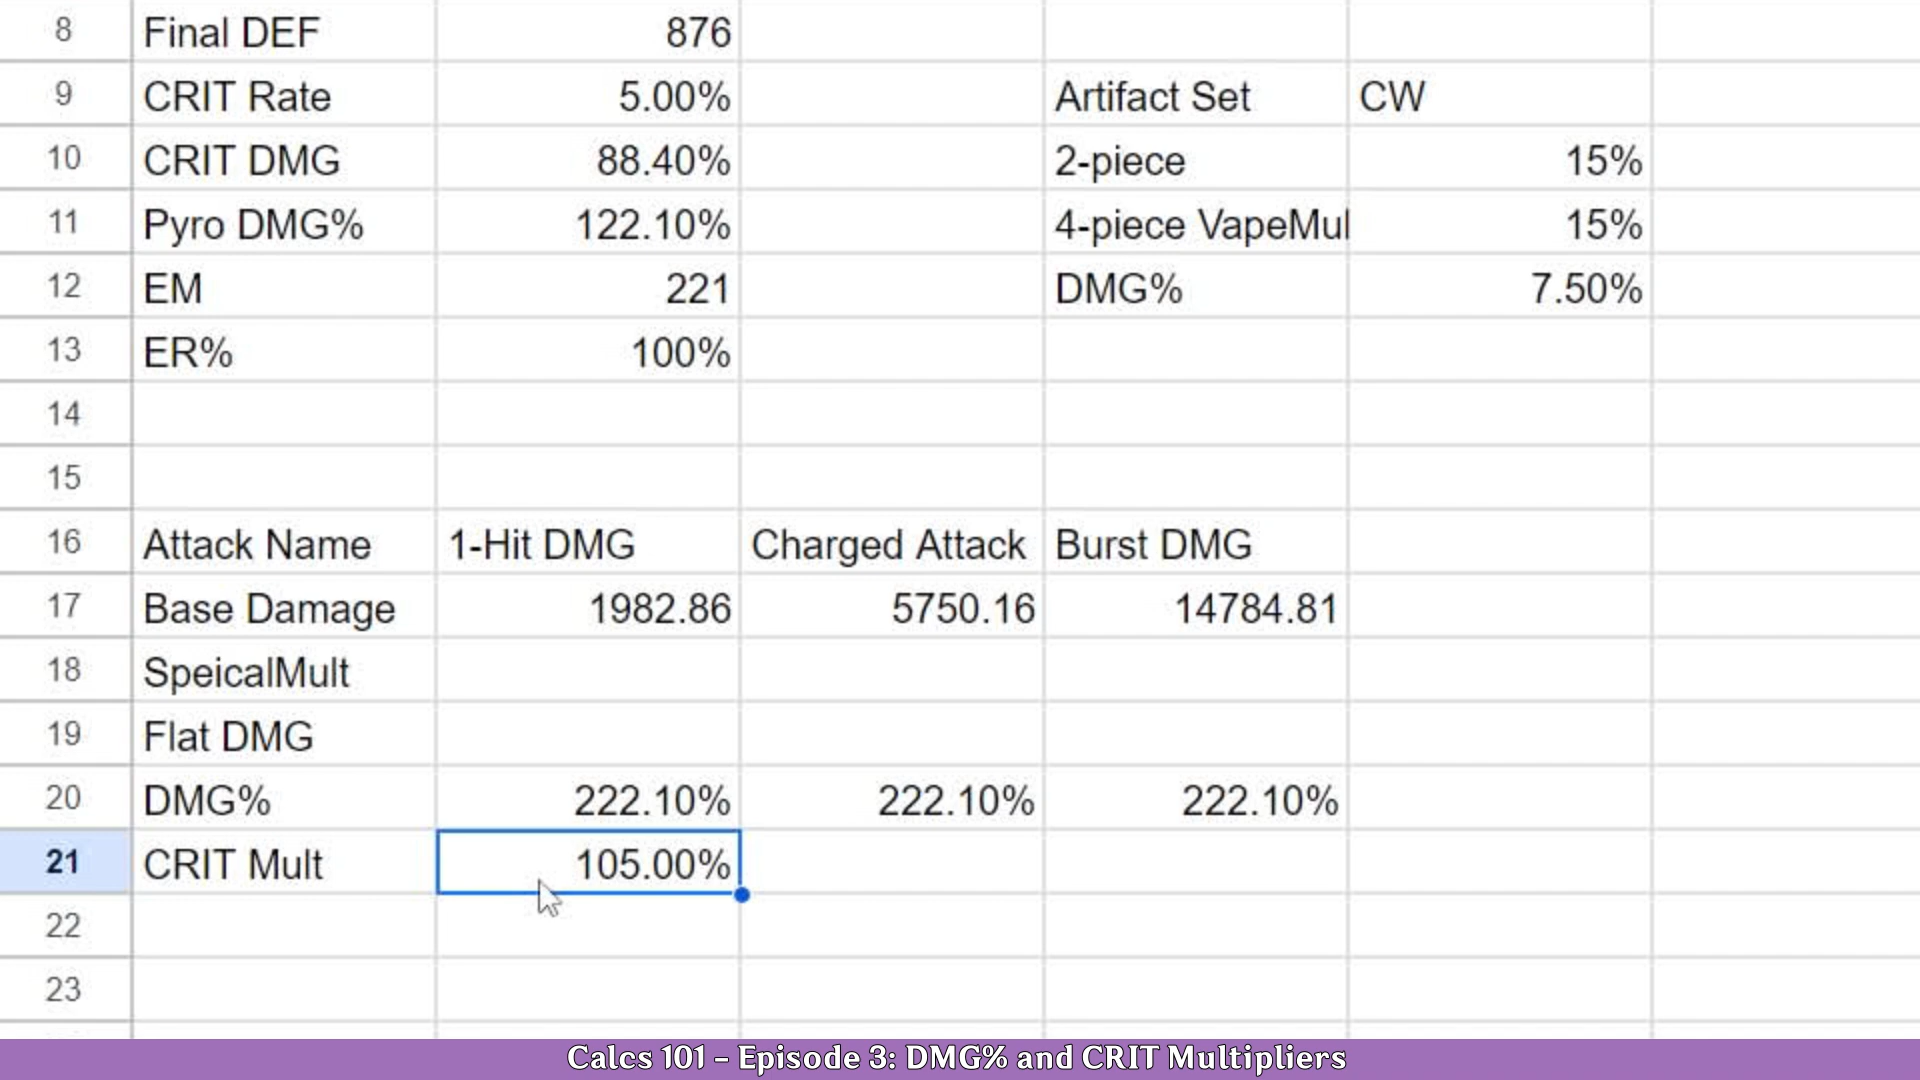 8 Final DEF 876
9 CRIT Rate 5.00% Artifact Set CW
10 CRIT DMG 88.40% 2-piece 15%
11 Pyro DMG% 122.10% 4-piece VapeMul 15%
12 EM 221 DMG% 7.50%
13 ER% 100%
14
15
16 Attack Name 1-Hit DMG Charged Attack Burst DMG
17 Base Damage 1982.86 5750.16 14784.81
18 SpeicalMult
19 Flat DMG
20 DMG% 222.10% 222.10% 222.10%
21 CRIT Mult 105.00%
22
23
Calcs 101 - Episode 3: DMG% and CRIT Multipliers